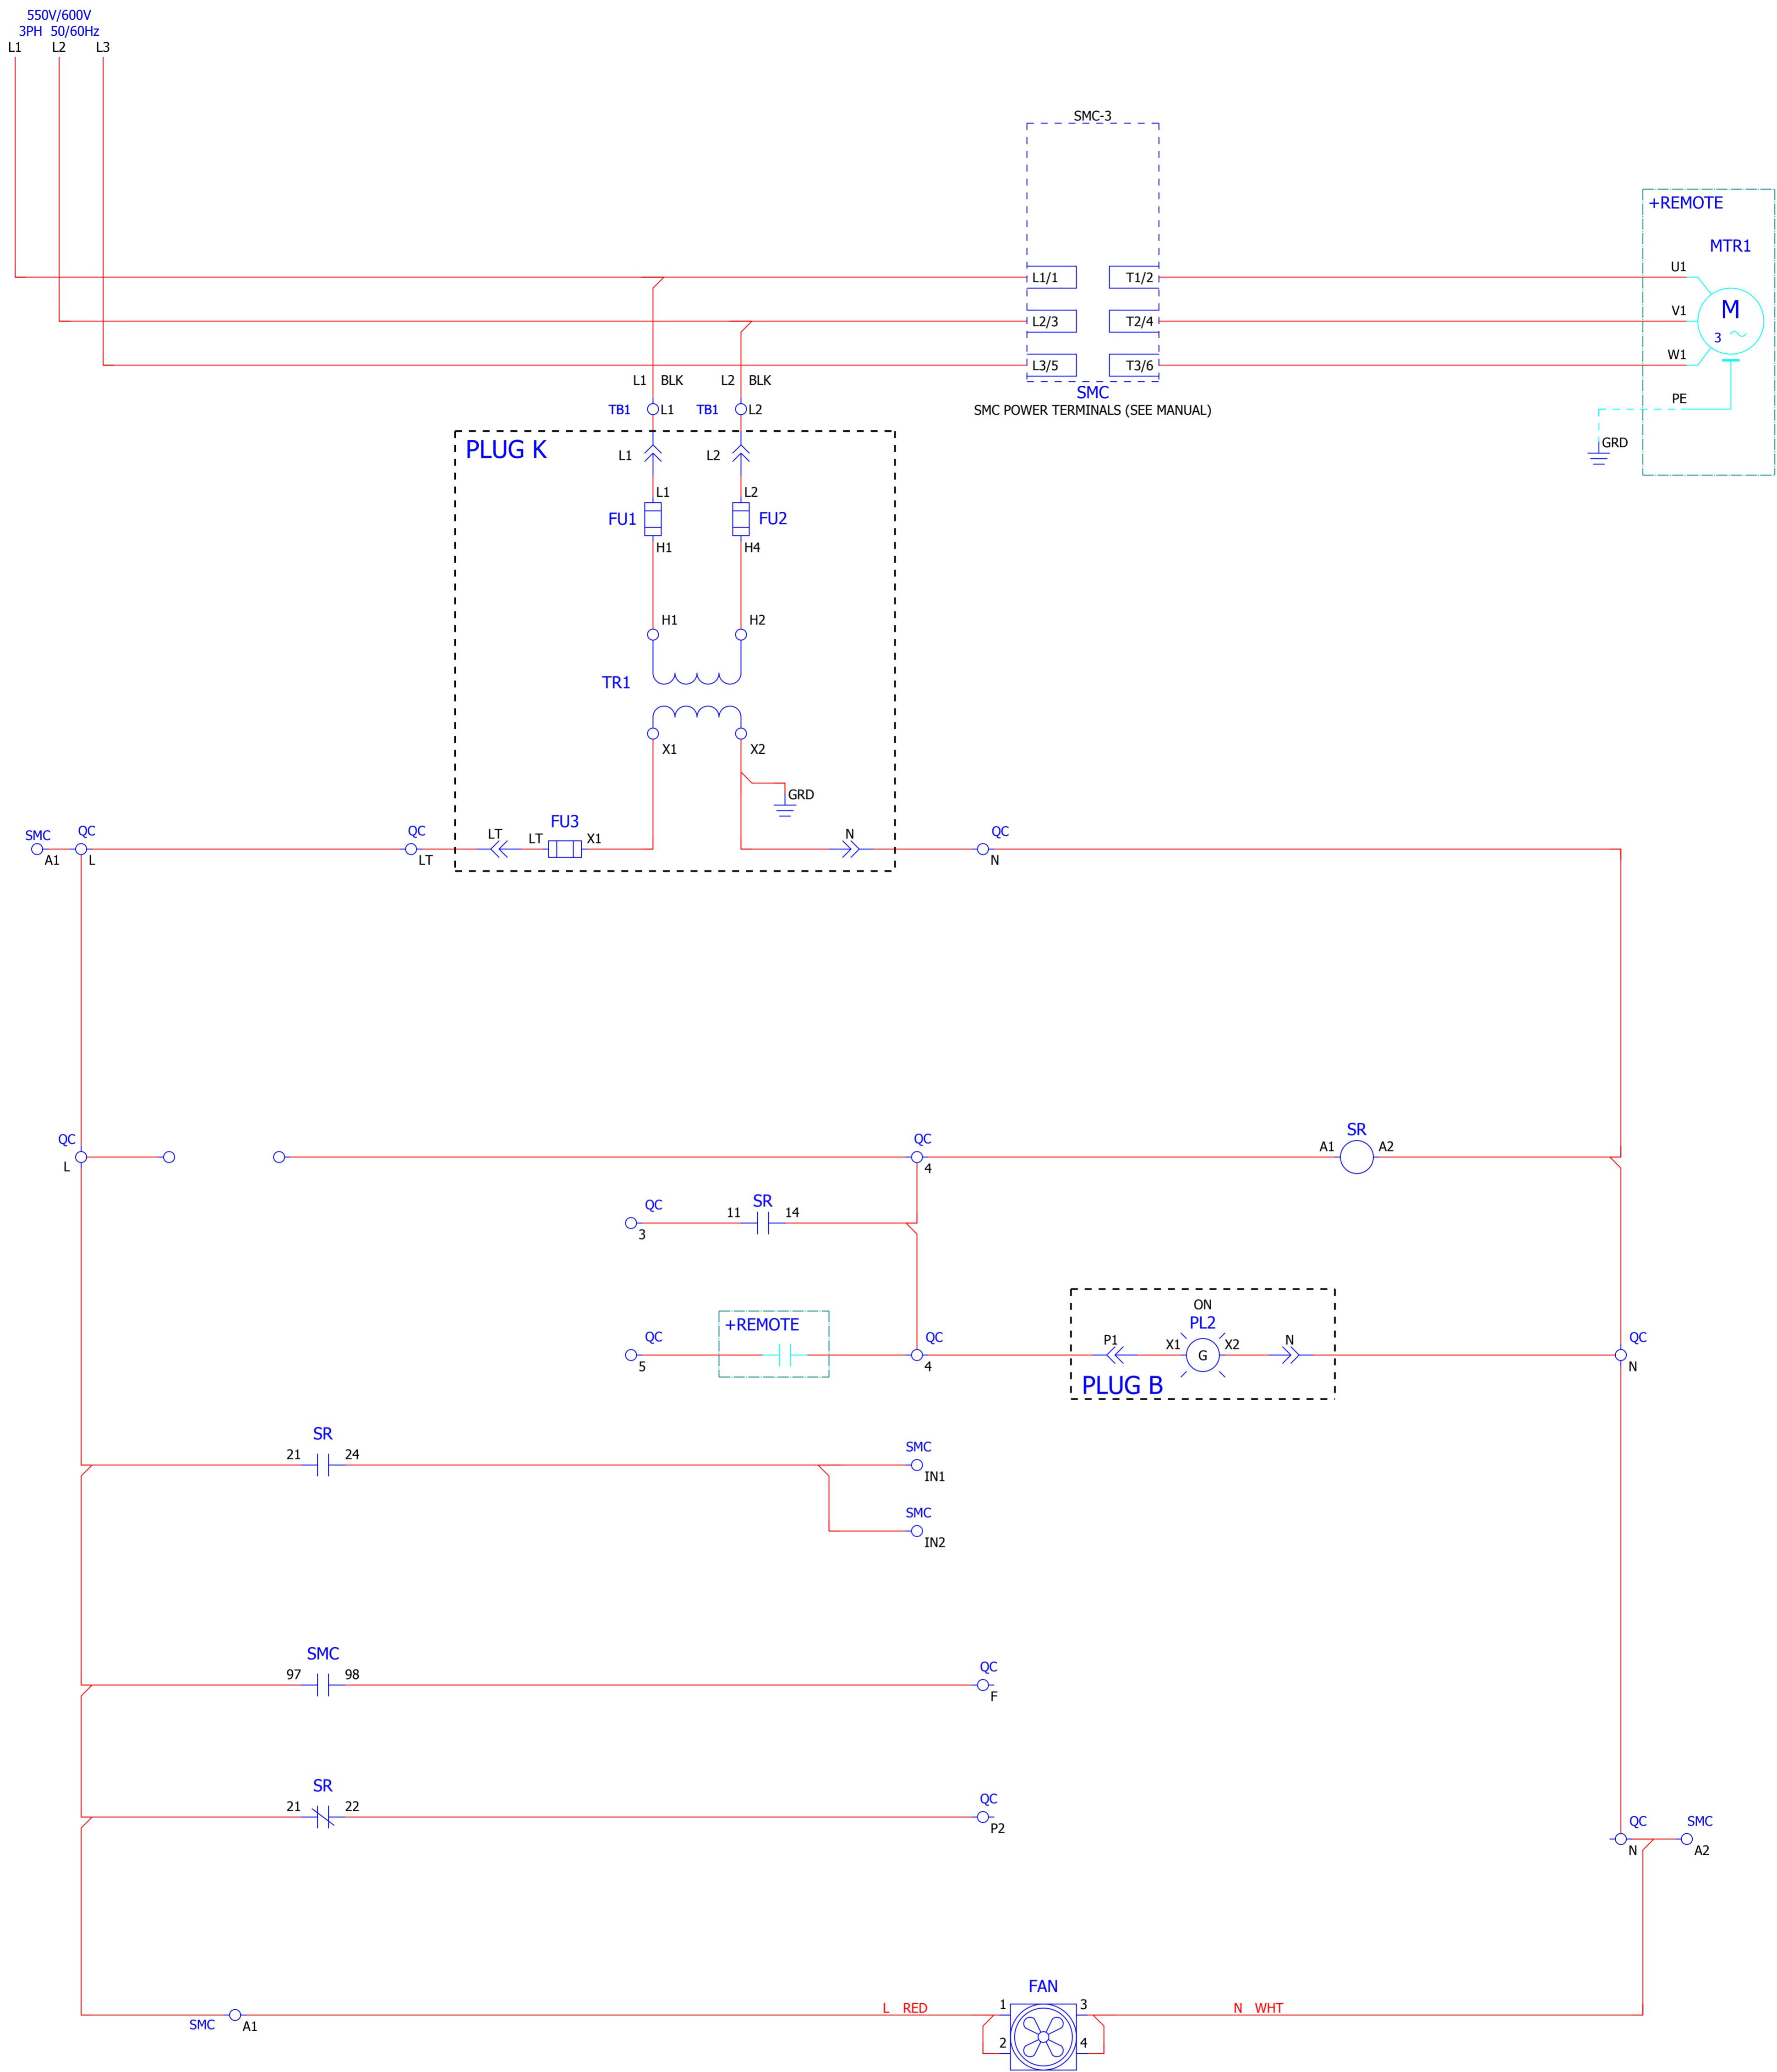 550V/600V
3PH 50/60Hz
L1 L2 L3
SMC-3
+REMOTE
MTR1
L1/1 T1/2 U1
L2/3 T2/4 V1 M
3
L3/5 T3/6 W1
L1 BLK L2 BLK
SMC
PE
TB1 L1 TB1 L2
SMC POWER TERMINALS (SEE MANUAL)
GRD
PLUG K
L1 L2
L1 L2
FU1 FU2
H1 H4
H1 H2
TR1
X1 X2
GRD
FU3
SMC QC QC LT LT X1 N QC
A1 L LT N
SR
QC QC A1 A2
L 4
SR
QC 11 14
3
ON
+REMOTE PL2
QC QC P1 X1 G X2 N QC
5 4 N
PLUG B
SR
21 24 SMC
IN1
SMC
IN2
SMC
97 98 QC
F
SR
21 22 QC
P2
QC SMC
N A2
FAN
L RED 1 3 N WHT
SMC A1
2 4